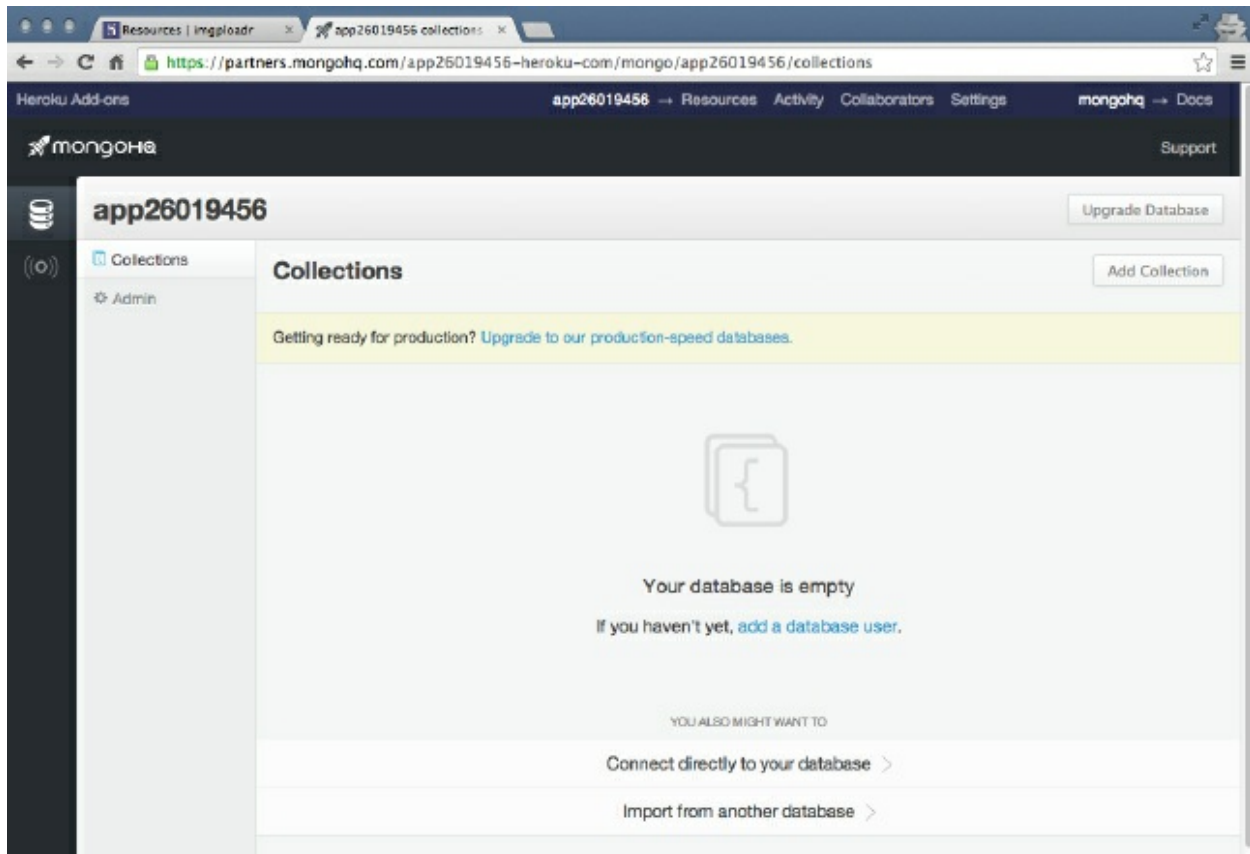 Resources | imgploadr
app26019456 collections
https://partners.mongohq.com/app26019456-heroku-com/mongo/app26019456/collections
Heroku Add-ons app26019456 → Resources Activity Collaborators Settings mongohq → Docs
mongoHQ Support
app26019456 Upgrade Database
Collections
Admin
Collections Add Collection
Getting ready for production? Upgrade to our production-speed databases.
{
Your database is empty
If you haven't yet, add a database user.
YOU ALSO MIGHT WANT TO
Connect directly to your database >
Import from another database >